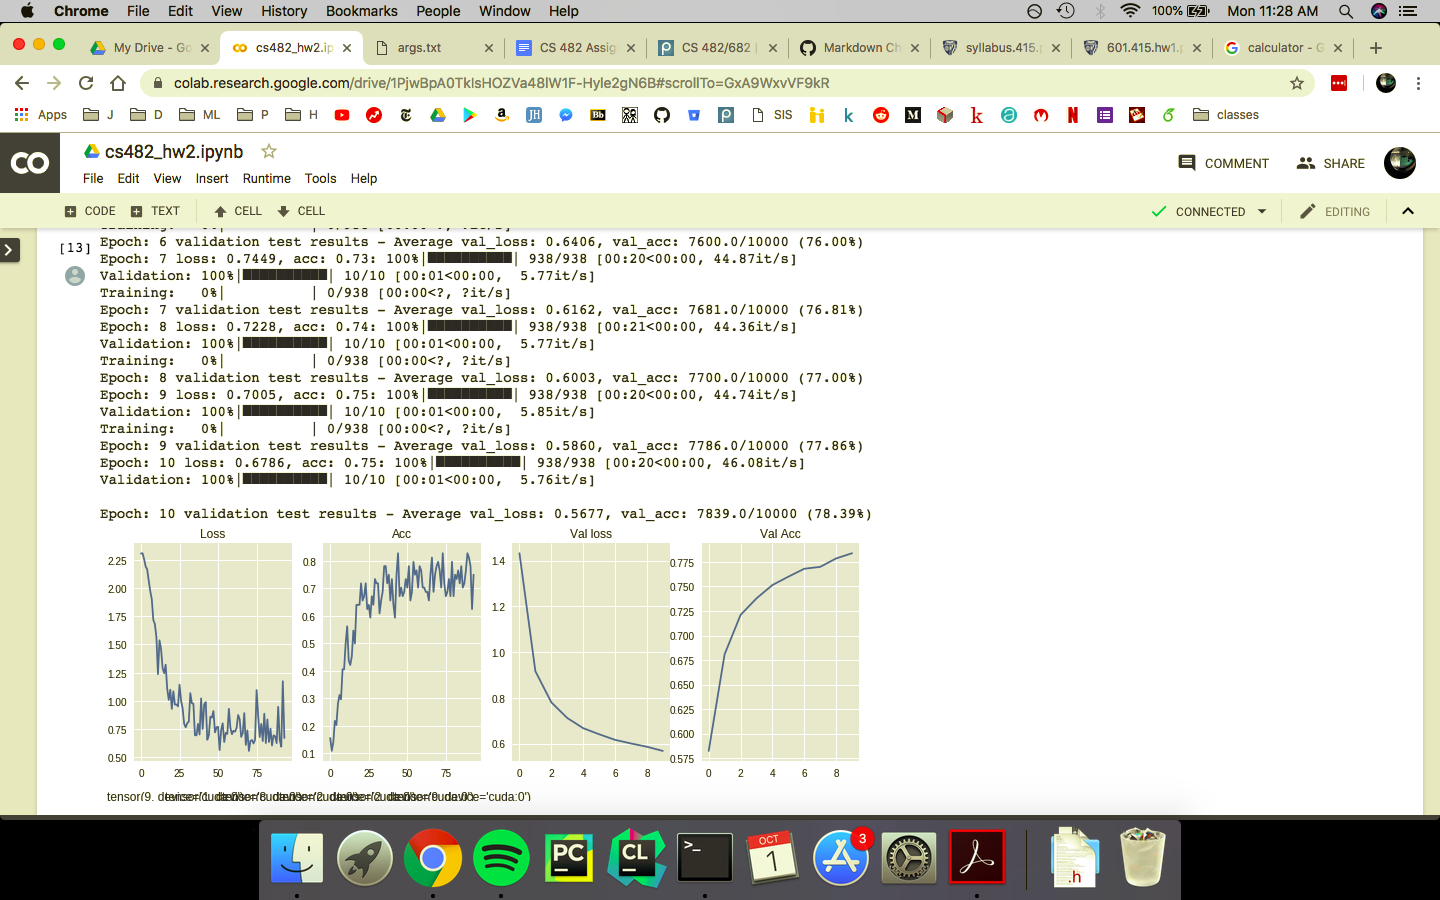 Chrome File Edit View History Bookmarks People Window Help 100% Mon 11:28 AM
My Drive - Go cs482_hw2.ip args.txt CS 482 Assig CS 482/682 Markdown Ch syllabus.415. 601.415.hw1. calculator - G
colab.research.google.com/drive/1PjwBpA0TklsHOZVa48lW1F-Hyle2gN6B#scrollTo=GxA9WxvVF9kR
Apps J D ML P H SIS classes
cs482_hw2.ipynb
COMMENT SHARE
File Edit View Insert Runtime Tools Help
CODE TEXT CELL CELL CONNECTED EDITING
[13]
Epoch: 6 validation test results - Average val_loss: 0.6406, val_acc: 7600.0/10000 (76.00%)
Epoch: 7 loss: 0.7449, acc: 0.73: 100%|██████████| 938/938 [00:20<00:00, 44.87it/s]
Validation: 100%|██████████| 10/10 [00:01<00:00, 5.77it/s]
Training: 0%| | 0/938 [00:00<?, ?it/s]
Epoch: 7 validation test results - Average val_loss: 0.6162, val_acc: 7681.0/10000 (76.81%)
Epoch: 8 loss: 0.7228, acc: 0.74: 100%|██████████| 938/938 [00:21<00:00, 44.36it/s]
Validation: 100%|██████████| 10/10 [00:01<00:00, 5.77it/s]
Training: 0%| | 0/938 [00:00<?, ?it/s]
Epoch: 8 validation test results - Average val_loss: 0.6003, val_acc: 7700.0/10000 (77.00%)
Epoch: 9 loss: 0.7005, acc: 0.75: 100%|██████████| 938/938 [00:20<00:00, 44.74it/s]
Validation: 100%|██████████| 10/10 [00:01<00:00, 5.85it/s]
Training: 0%| | 0/938 [00:00<?, ?it/s]
Epoch: 9 validation test results - Average val_loss: 0.5860, val_acc: 7786.0/10000 (77.86%)
Epoch: 10 loss: 0.6786, acc: 0.75: 100%|██████████| 938/938 [00:20<00:00, 46.08it/s]
Validation: 100%|██████████| 10/10 [00:01<00:00, 5.76it/s]
Epoch: 10 validation test results - Average val_loss: 0.5677, val_acc: 7839.0/10000 (78.39%)
Loss
2.25
2.00
1.75
1.50
1.25
1.00
0.75
0.50
0 25 50 75
Acc
0.8
0.7
0.6
0.5
0.4
0.3
0.2
0.1
0 25 50 75
Val loss
1.4
1.2
1.0
0.8
0.6
0 2 4 6 8
Val Acc
0.775
0.750
0.725
0.700
0.675
0.650
0.625
0.600
0.575
0 2 4 6 8
PC CL >_ OCT 1 3 .h